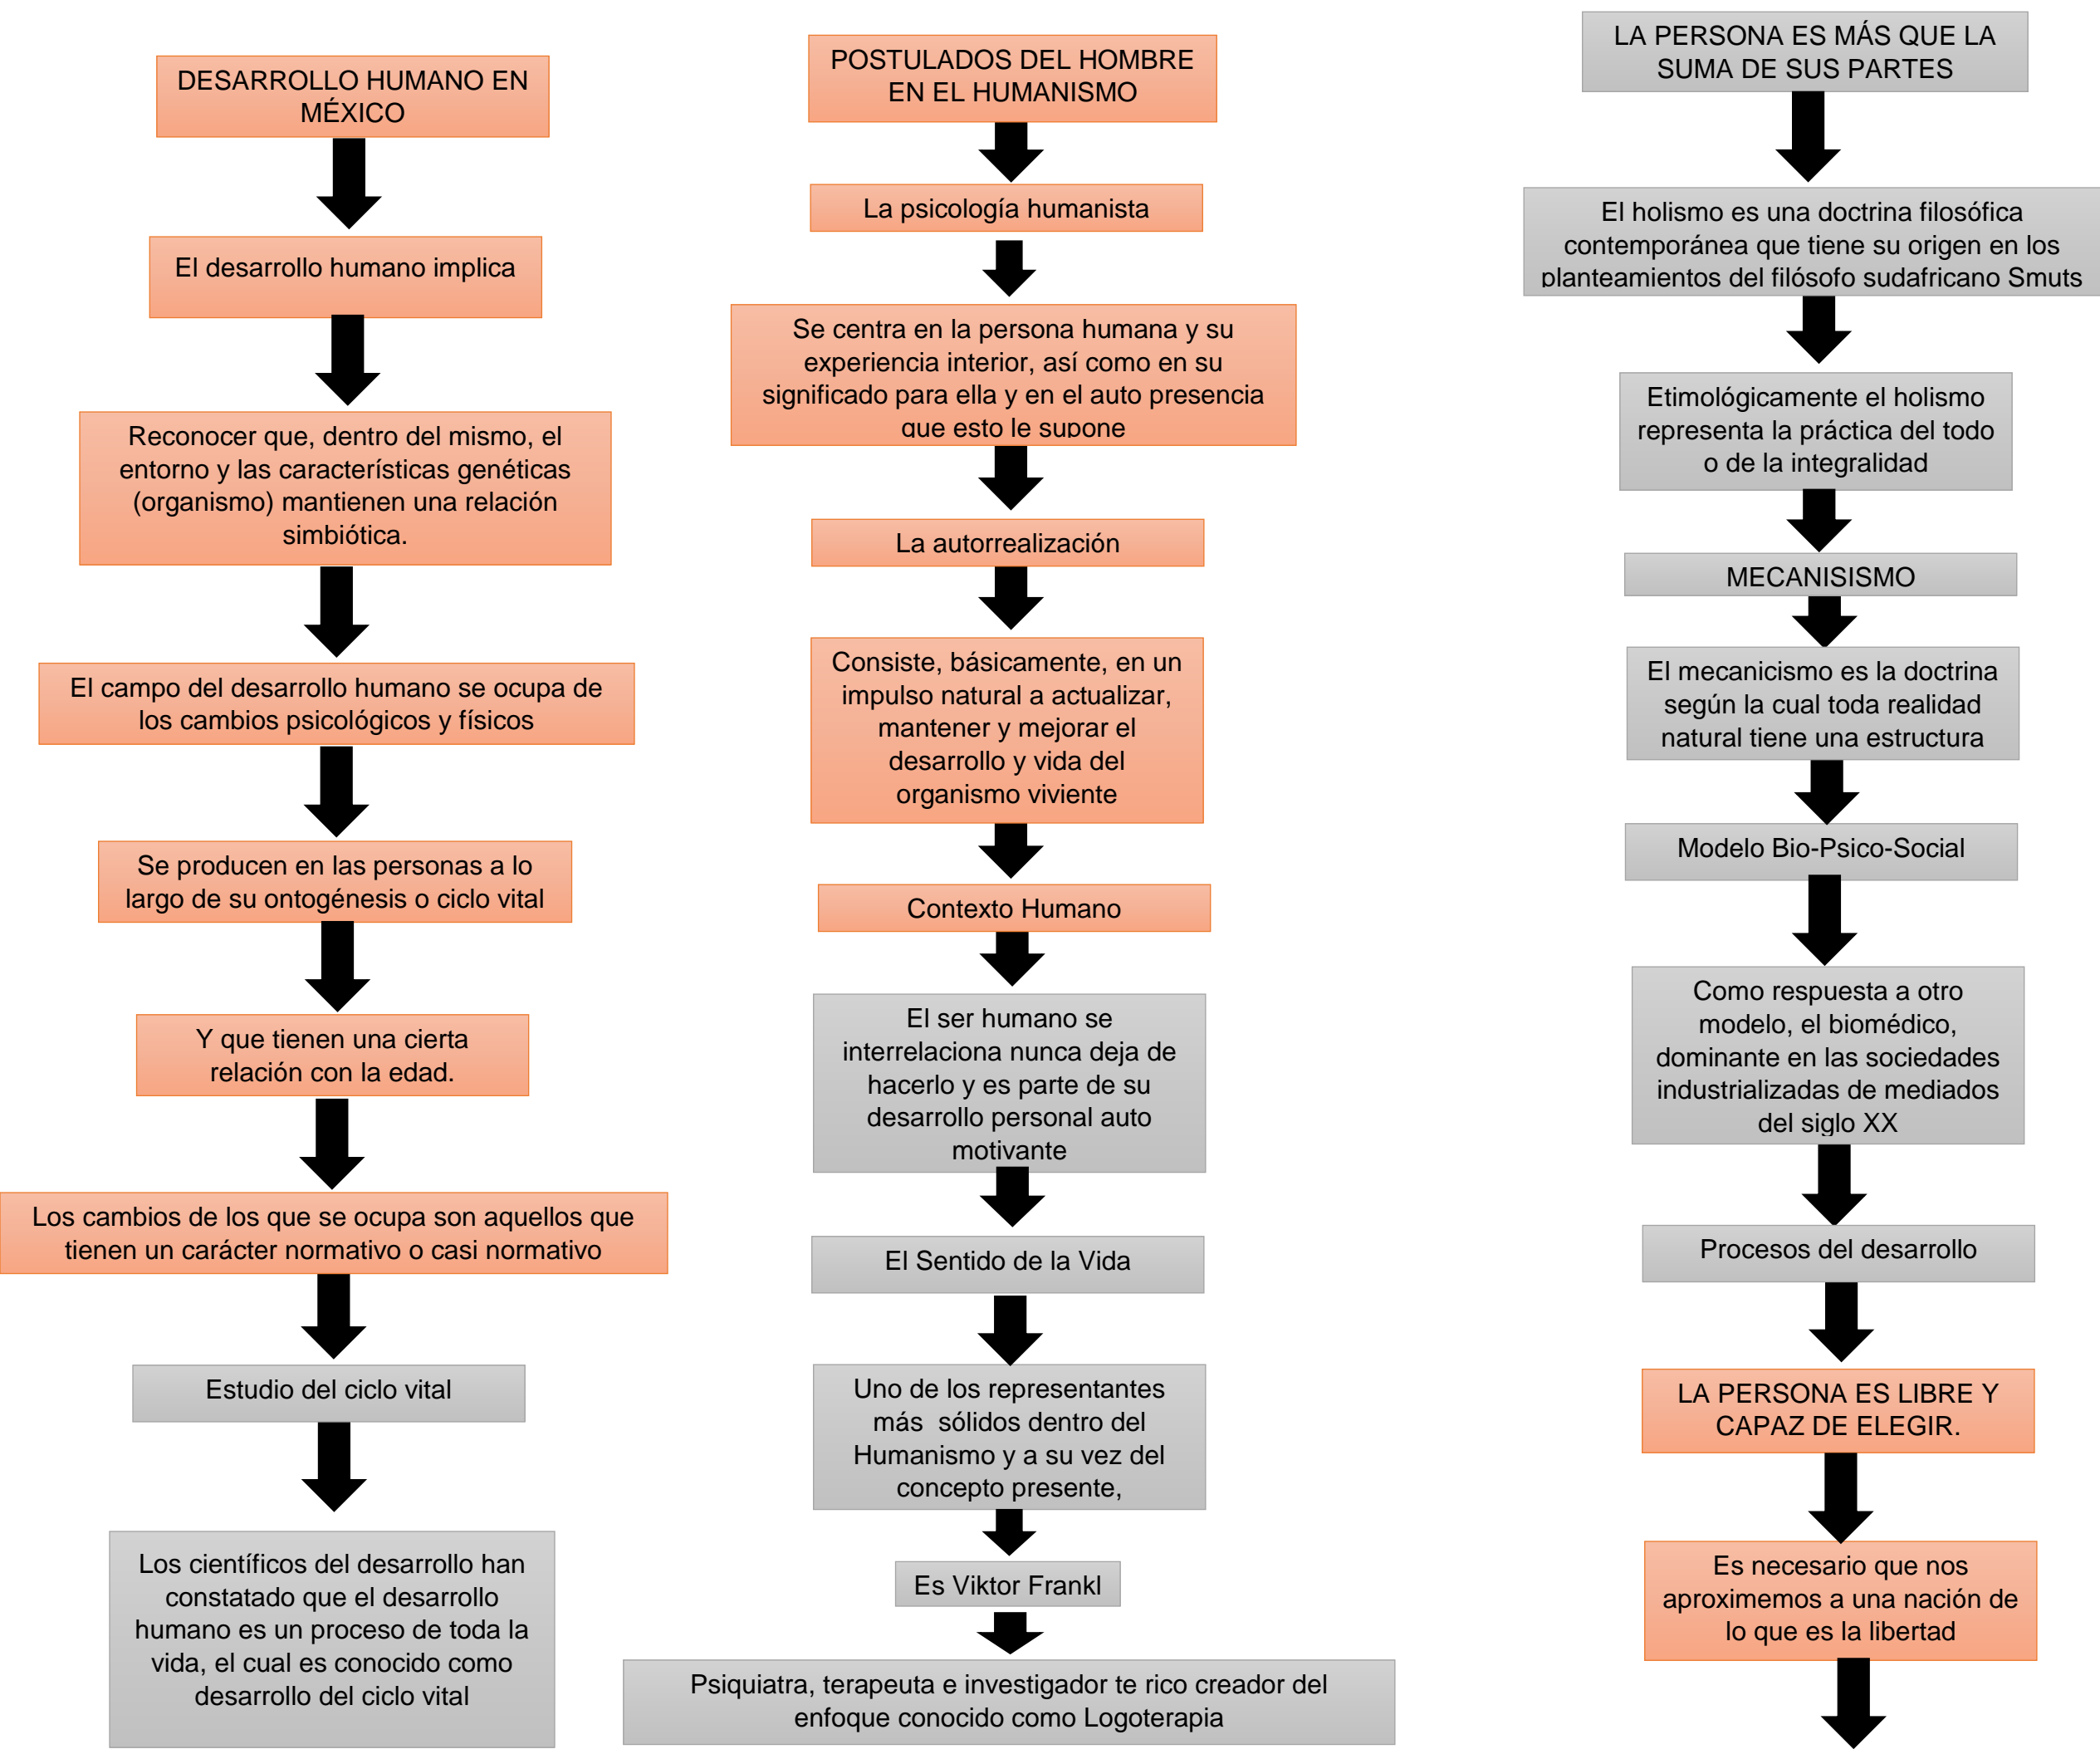 DESARROLLO HUMANO EN
MÉXICO
El desarrollo humano implica
Reconocer que, dentro del mismo, el
entorno y las características genéticas
(organismo) mantienen una relación
simbiótica.
El campo del desarrollo humano se ocupa de
los cambios psicológicos y físicos
Se producen en las personas a lo
largo de su ontogénesis o ciclo vital
Y que tienen una cierta
relación con la edad.
Los cambios de los que se ocupa son aquellos que
tienen un carácter normativo o casi normativo
Estudio del ciclo vital
Los científicos del desarrollo han
constatado que el desarrollo
humano es un proceso de toda la
vida, el cual es conocido como
desarrollo del ciclo vital
POSTULADOS DEL HOMBRE
EN EL HUMANISMO
La psicología humanista
Se centra en la persona humana y su
experiencia interior, así como en su
significado para ella y en el auto presencia
que esto le supone
La autorrealización
Consiste, básicamente, en un
impulso natural a actualizar,
mantener y mejorar el
desarrollo y vida del
organismo viviente
Contexto Humano
El ser humano se
interrelaciona nunca deja de
hacerlo y es parte de su
desarrollo personal auto
motivante
El Sentido de la Vida
Uno de los representantes
más  sólidos dentro del
Humanismo y a su vez del
concepto presente,
Es Viktor Frankl
Psiquiatra, terapeuta e investigador te rico creador del
enfoque conocido como Logoterapia
LA PERSONA ES MÁS QUE LA
SUMA DE SUS PARTES
El holismo es una doctrina filosófica
contemporánea que tiene su origen en los
planteamientos del filósofo sudafricano Smuts
Etimológicamente el holismo
representa la práctica del todo
o de la integralidad
MECANISISMO
El mecanicismo es la doctrina
según la cual toda realidad
natural tiene una estructura
Modelo Bio-Psico-Social
Como respuesta a otro
modelo, el biomédico,
dominante en las sociedades
industrializadas de mediados
del siglo XX
Procesos del desarrollo
LA PERSONA ES LIBRE Y
CAPAZ DE ELEGIR.
Es necesario que nos
aproximemos a una nación de
lo que es la libertad